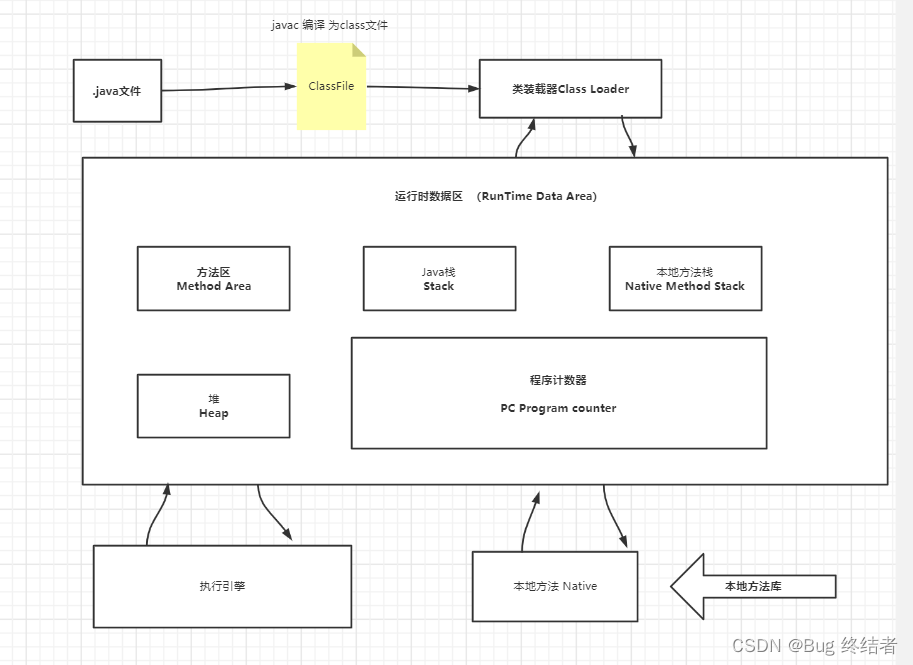 javac 编译 为class文件
.java文件
ClassFile
类装载器Class Loader
运行时数据区 (RunTime Data Area)
方法区
Method Area
Java栈
Stack
本地方法栈
Native Method Stack
堆
Heap
程序计数器
PC Program counter
执行引擎
本地方法 Native
本地方法库
CSDN @Bug 终结者